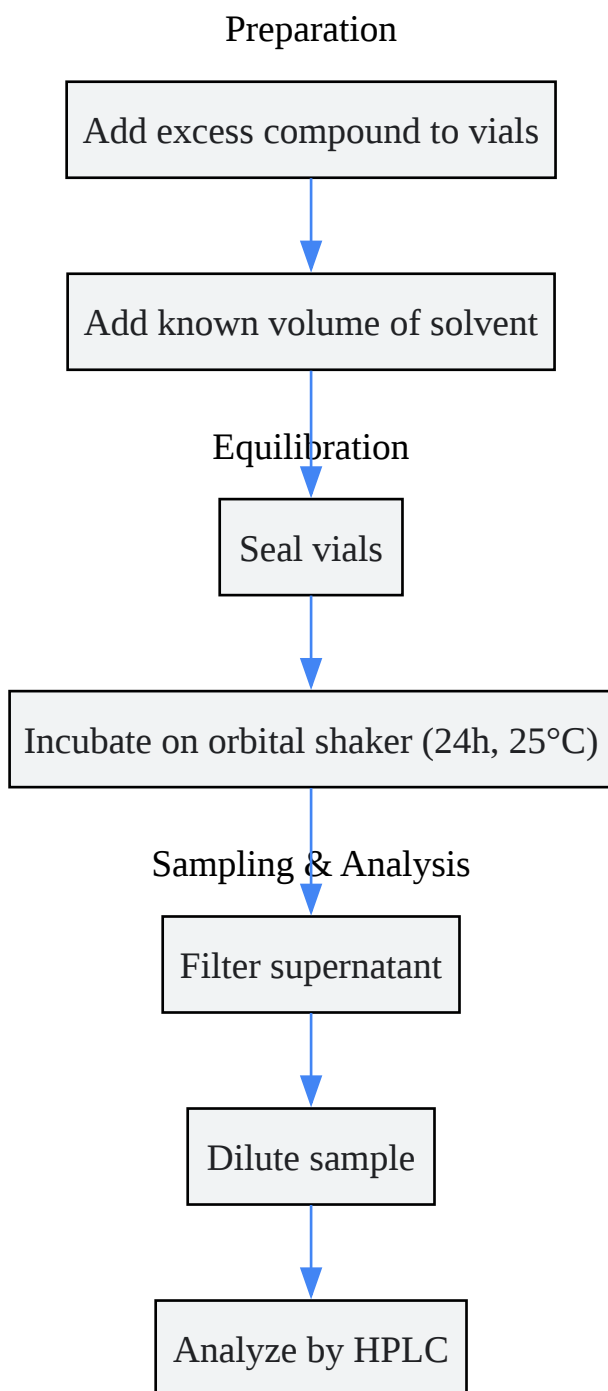 Preparation
Add excess compound to vials
Add known volume of solvent
Equilibration
Seal vials
Incubate on orbital shaker (24h, 25°C)
Sampling & Analysis
Filter supernatant
Dilute sample
Analyze by HPLC